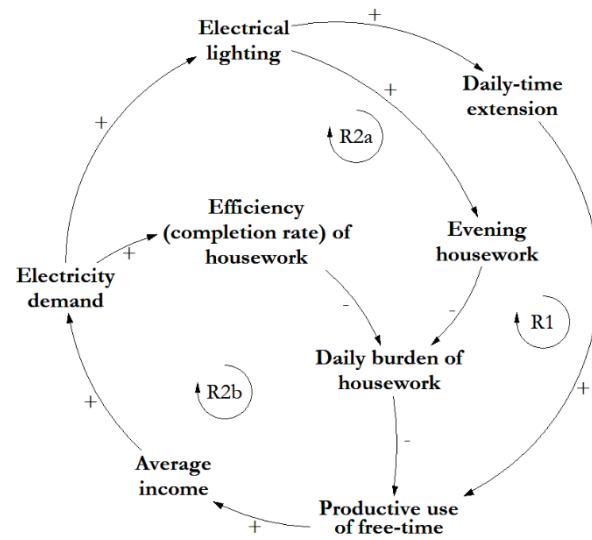 +
Electrical
lighting
Daily-time
extension
+
+
R2a
Efficiency
(completion rate) of
housework
Evening
housework
+
Electricity
demand
-
-
R1
Daily burden of
housework
R2b
+
-
+
Average
income
Productive use
of free-time
+